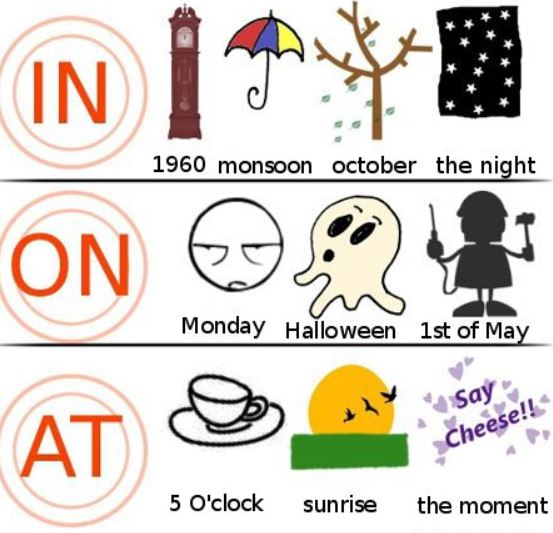 IN
1960 monsoon october the night
ON
Monday Halloween 1st of May
AT
Say
Cheese!!
5 O'clock sunrise the moment